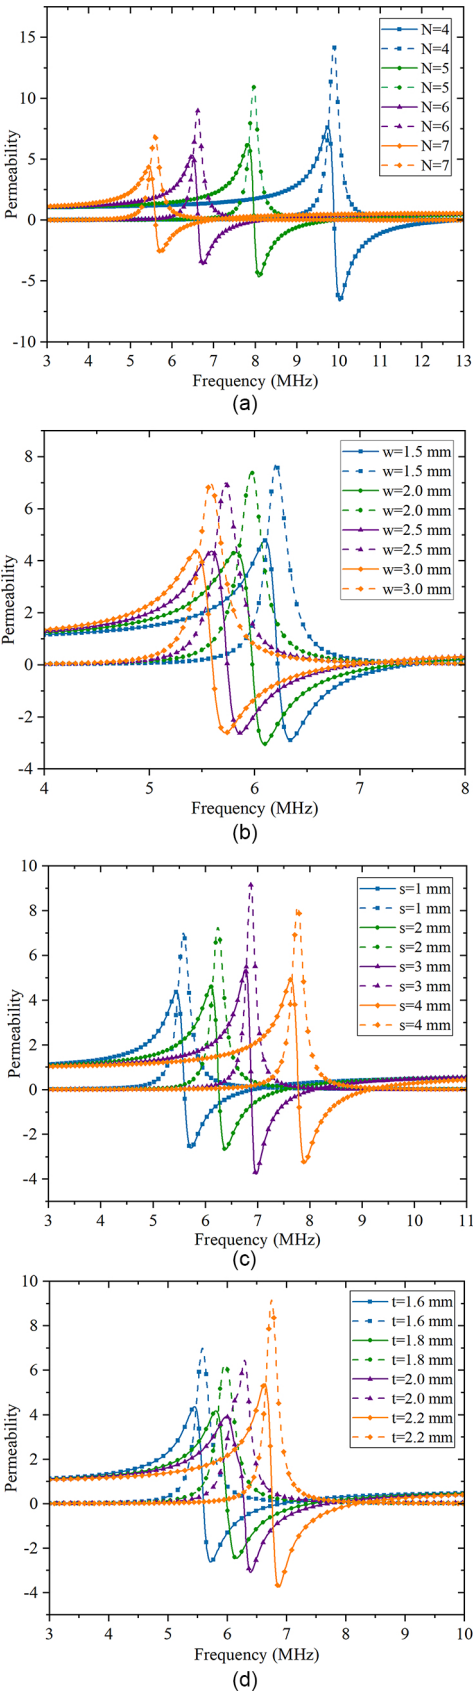 15
10
5
0
-5
-10
Permeability
N=4
N=4
N=5
N=5
N=6
N=6
N=7
N=7
3 4 5 6 7 8 9 10 11 12 13
Frequency (MHz)
(a)
8
6
4
2
0
-2
-4
Permeability
w=1.5 mm
w=1.5 mm
w=2.0 mm
w=2.0 mm
w=2.5 mm
w=2.5 mm
w=3.0 mm
w=3.0 mm
4 5 6 7 8
Frequency (MHz)
(b)
10
8
6
4
2
0
-2
-4
Permeability
s=1 mm
s=1 mm
s=2 mm
s=2 mm
s=3 mm
s=3 mm
s=4 mm
s=4 mm
3 4 5 6 7 8 9 10 11
Frequency (MHz)
(c)
10
8
6
4
2
0
-2
-4
Permeability
t=1.6 mm
t=1.6 mm
t=1.8 mm
t=1.8 mm
t=2.0 mm
t=2.0 mm
t=2.2 mm
t=2.2 mm
3 4 5 6 7 8 9 10
Frequency (MHz)
(d)